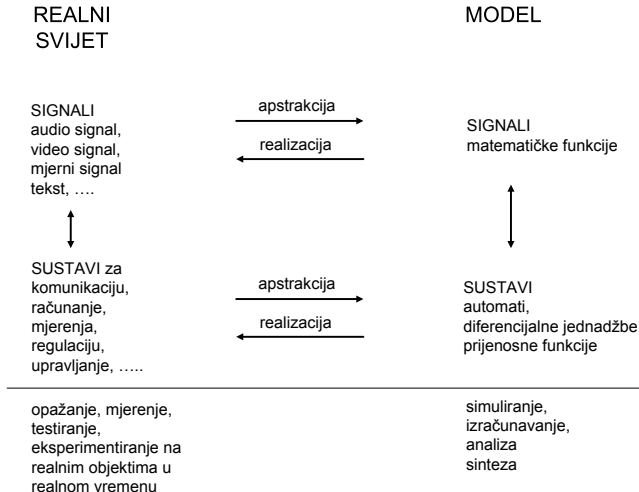 REALNI
SVIJET
MODEL
SIGNALI
audio signal,
video signal,
mjerni signal
tekst, ....
apstrakcija
realizacija
SIGNALI
matematičke funkcije
SUSTAVI za
komunikaciju,
računanje,
mjerenja,
regulaciju,
upravljanje, .....
apstrakcija
realizacija
SUSTAVI
automati,
diferencijalne jednadžbe
prijenosne funkcije
opažanje, mjerenje,
testiranje,
eksperimentiranje na
realnim objektima u
realnom vremenu
simuliranje,
izračunavanje,
analiza
sinteza